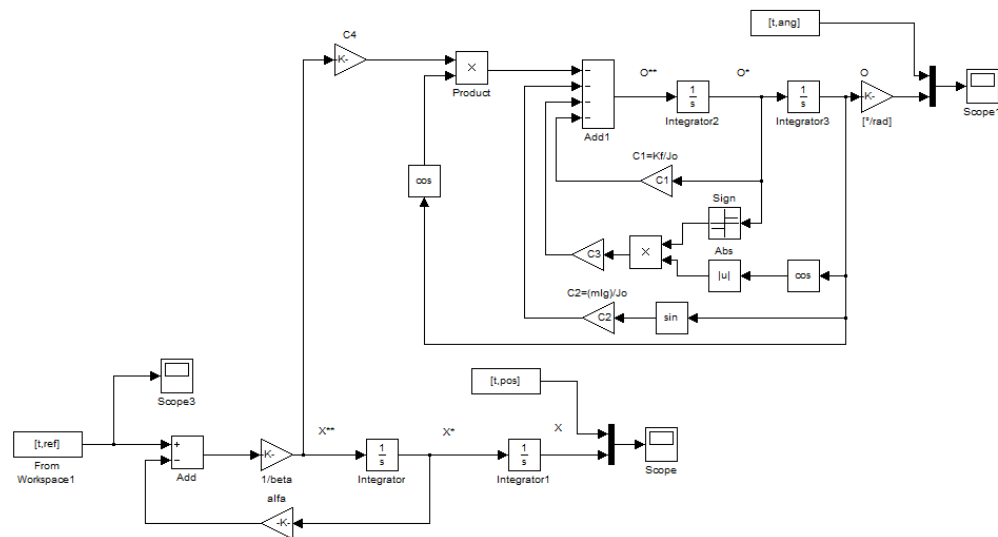 [t,ang]
C4
K-
×
Product
−
−
−
−
Add1
O**
1
s
Integrator2
O*
1
s
Integrator3
O
K-
[°/rad]
Scope1
C1=Kf/Jo
C1
cos
Sign
Abs
C3
×
|u|
cos
C2=(mlg)/Jo
C2
sin
[t,pos]
Scope3
[t,ref]
From
Workspace1
+
−
Add
K-
1/beta
X**
1
s
Integrator
X*
1
s
Integrator1
X
Scope
alfa
-K-